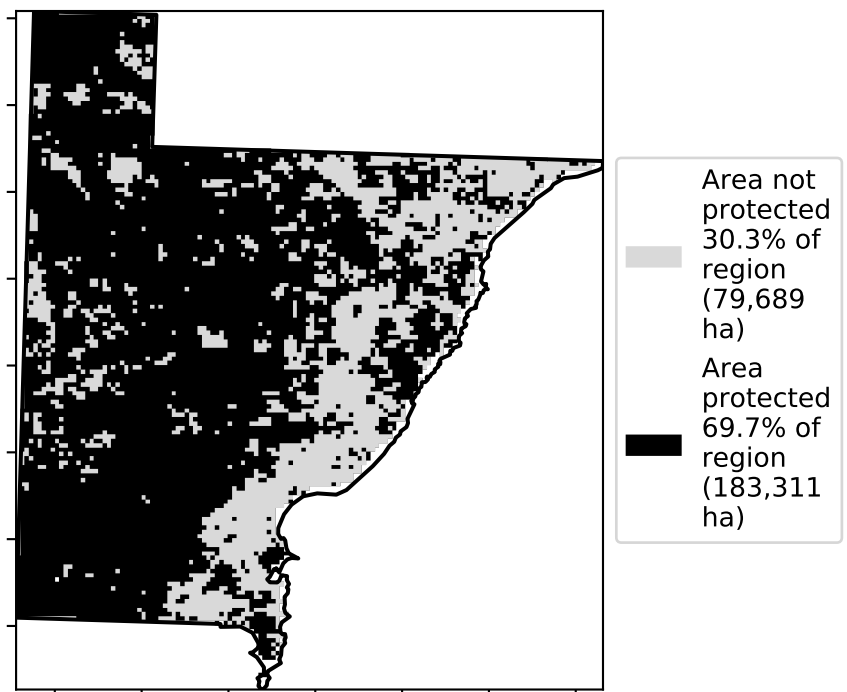 Area not
protected
30.3% of
region
(79,689
ha)
Area
protected
69.7% of
region
(183,311
ha)